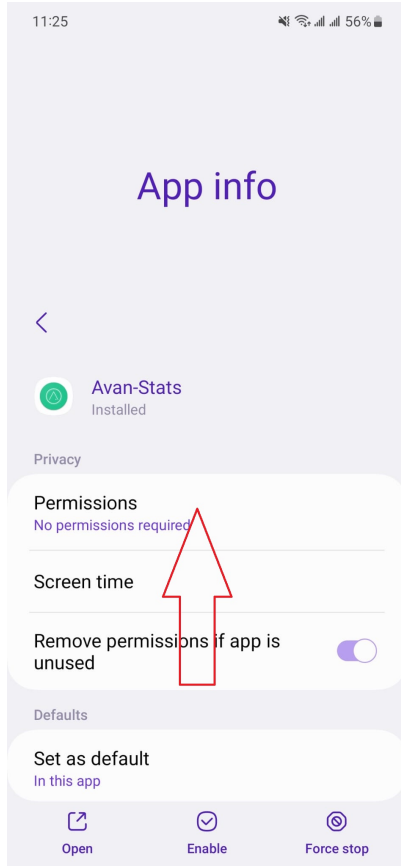 11:25
56%
App info
Avan-Stats
Installed
Privacy
Permissions
No permissions required
Screen time
Remove permissions if app is
unused
Defaults
Set as default
In this app
Open
Enable
Force stop